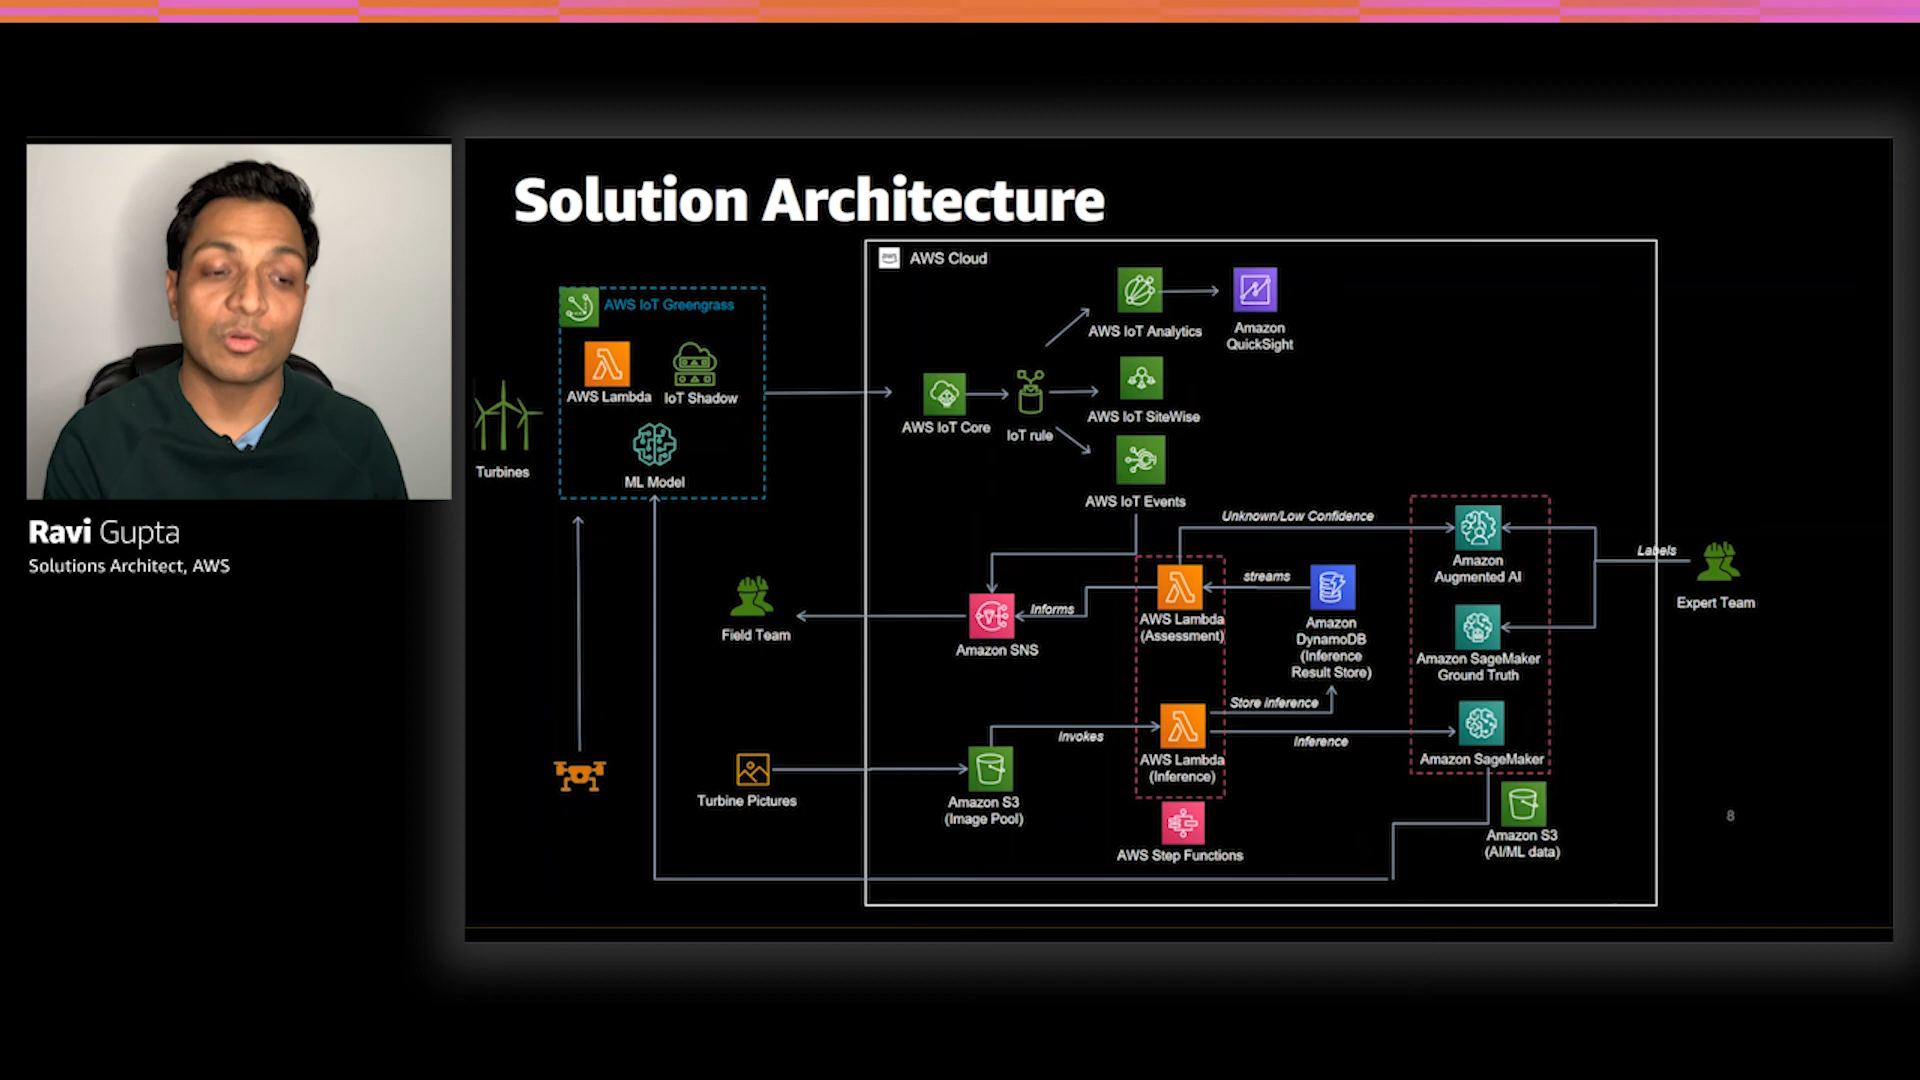 Solution Architecture
AWS Cloud
AWS IoT Greengrass
AWS Lambda
IoT Shadow
ML Model
Turbines
AWS IoT Core
IoT rule
AWS IoT Analytics
Amazon
QuickSight
AWS IoT SiteWise
AWS IoT Events
Unknown/Low Confidence
Amazon
Augmented AI
Labels
Expert Team
Ravi Gupta
Solutions Architect, AWS
Field Team
Amazon SNS
Informs
AWS Lambda
(Assessment)
streams
Amazon
DynamoDB
(Inference
Result Store)
Amazon SageMaker
Ground Truth
Store inference
Invokes
Inference
AWS Lambda
(Inference)
Amazon SageMaker
Turbine Pictures
Amazon S3
(Image Pool)
AWS Step Functions
Amazon S3
(AI/ML data)
8